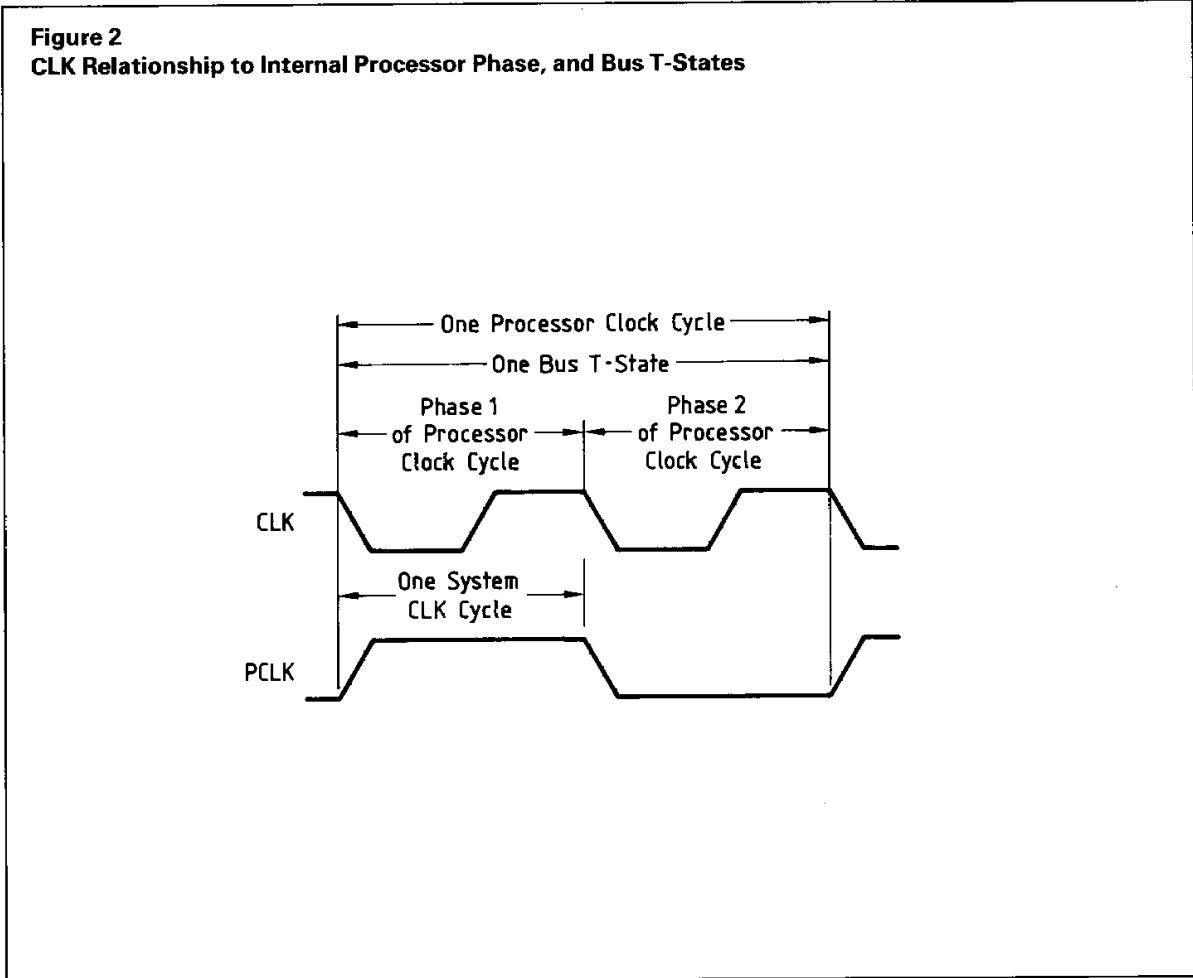 Figure 2
CLK Relationship to Internal Processor Phase, and Bus T-States
One Processor Clock Cycle
One Bus T-State
Phase 1
of Processor
Clock Cycle
Phase 2
of Processor
Clock Cycle
CLK
One System
CLK Cycle
PCLK